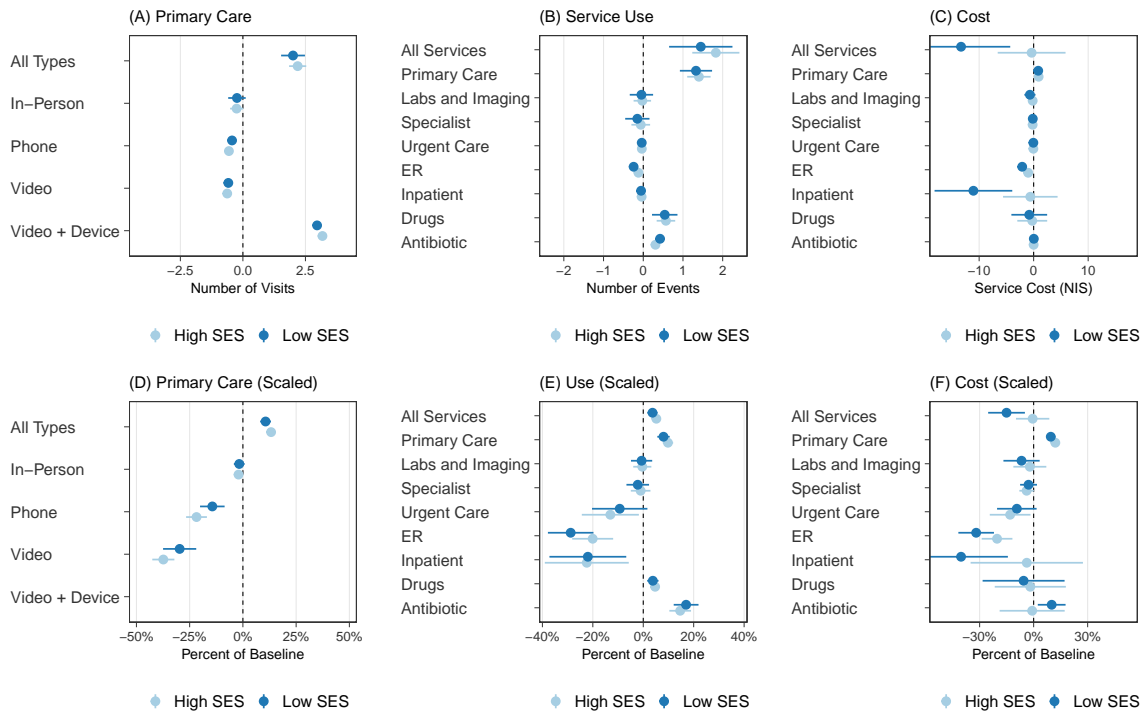 (A) Primary Care
All Types
In−Person
Phone
Video
Video + Device
−2.5 0.0 2.5
Number of Visits
High SES Low SES
(B) Service Use
All Services
Primary Care
Labs and Imaging
Specialist
Urgent Care
ER
Inpatient
Drugs
Antibiotic
−2 −1 0 1 2
Number of Events
High SES Low SES
(C) Cost
All Services
Primary Care
Labs and Imaging
Specialist
Urgent Care
ER
Inpatient
Drugs
Antibiotic
−10 0 10
Service Cost (NIS)
High SES Low SES
(D) Primary Care (Scaled)
All Types
In−Person
Phone
Video
Video + Device
−50% −25% 0% 25% 50%
Percent of Baseline
High SES Low SES
(E) Use (Scaled)
All Services
Primary Care
Labs and Imaging
Specialist
Urgent Care
ER
Inpatient
Drugs
Antibiotic
−40% −20% 0% 20% 40%
Percent of Baseline
High SES Low SES
(F) Cost (Scaled)
All Services
Primary Care
Labs and Imaging
Specialist
Urgent Care
ER
Inpatient
Drugs
Antibiotic
−30% 0% 30%
Percent of Baseline
High SES Low SES